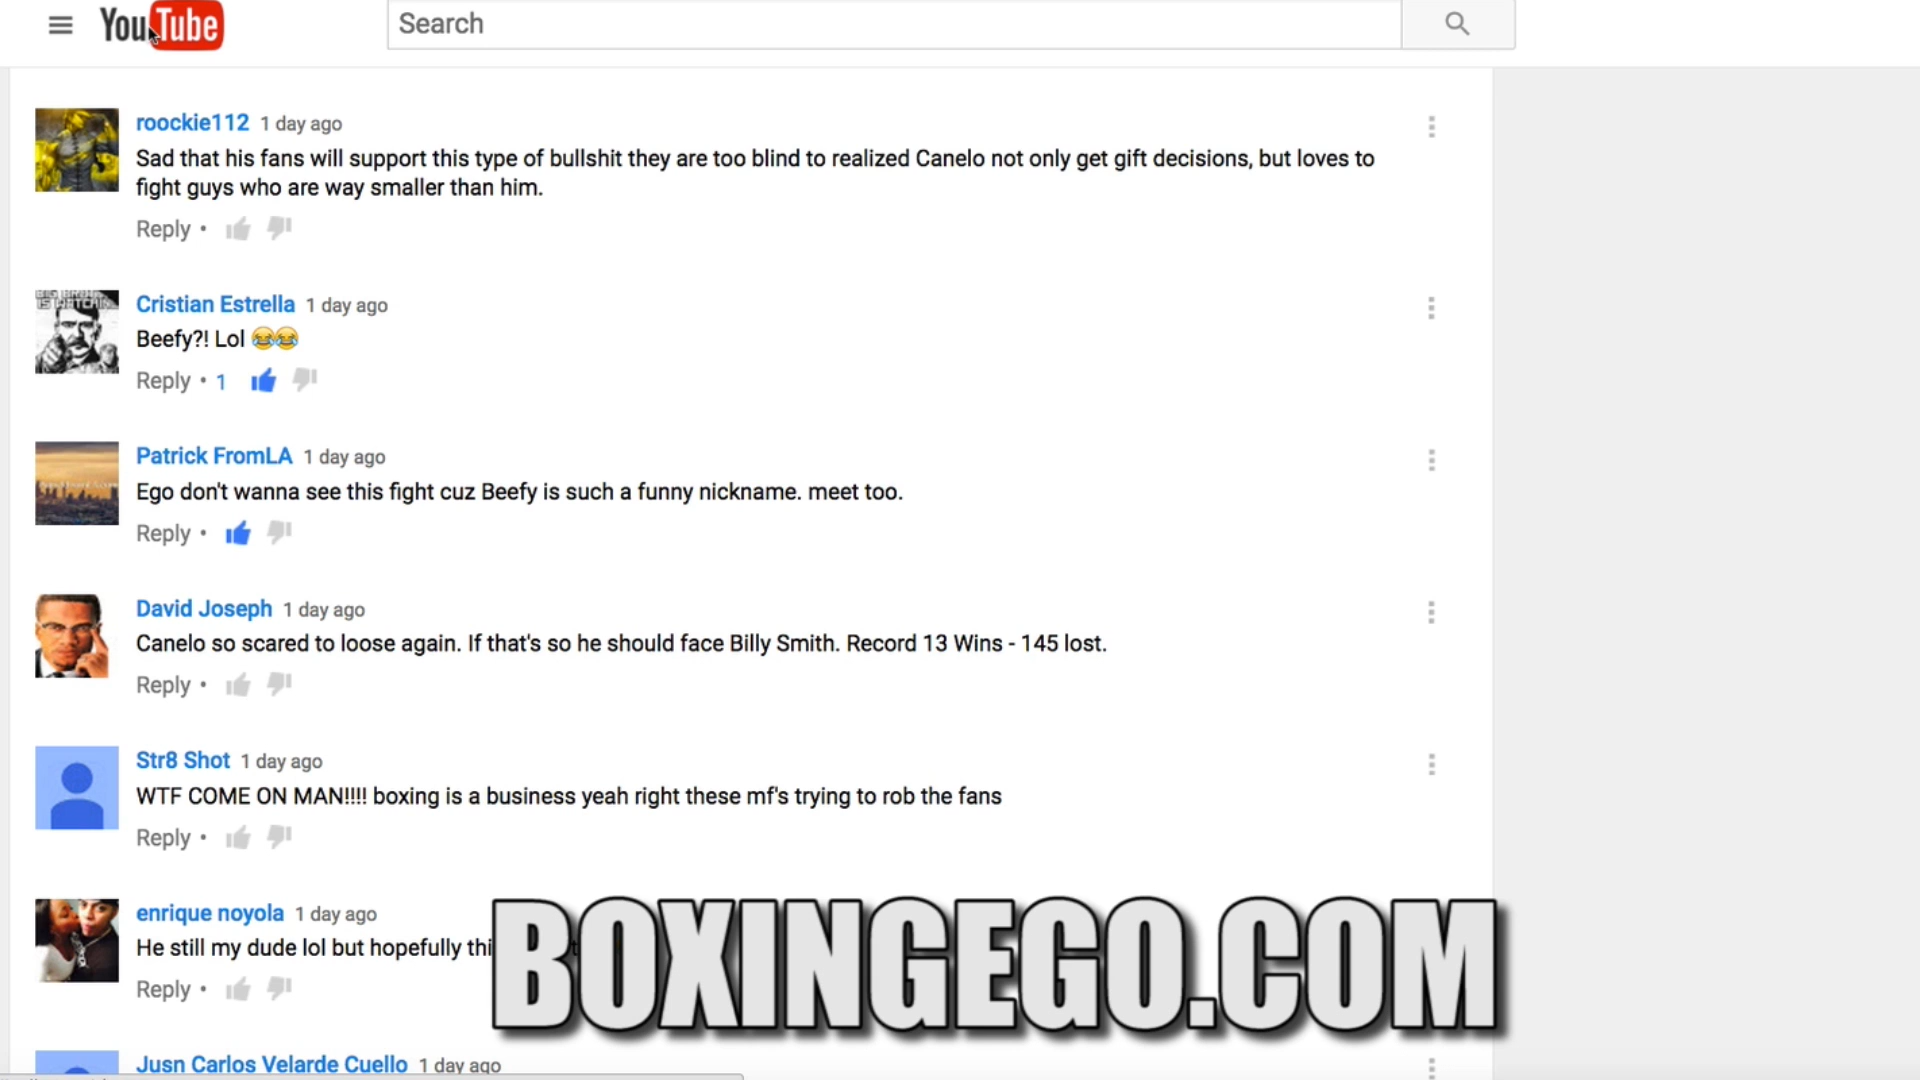 YouTube
Search
roockie112 1 day ago
Sad that his fans will support this type of bullshit they are too blind to realized Canelo not only get gift decisions, but loves to
fight guys who are way smaller than him.
Reply •
Cristian Estrella 1 day ago
Beefy?! Lol 😂😂
Reply • 1
Patrick FromLA 1 day ago
Ego don't wanna see this fight cuz Beefy is such a funny nickname. meet too.
Reply •
David Joseph 1 day ago
Canelo so scared to loose again. If that's so he should face Billy Smith. Record 13 Wins - 145 lost.
Reply •
Str8 Shot 1 day ago
WTF COME ON MAN!!!! boxing is a business yeah right these mf's trying to rob the fans
Reply •
enrique noyola 1 day ago
He still my dude lol but hopefully
Reply •
BOXINGEGO.COM
Jusn Carlos Velarde Cuello 1 day ago